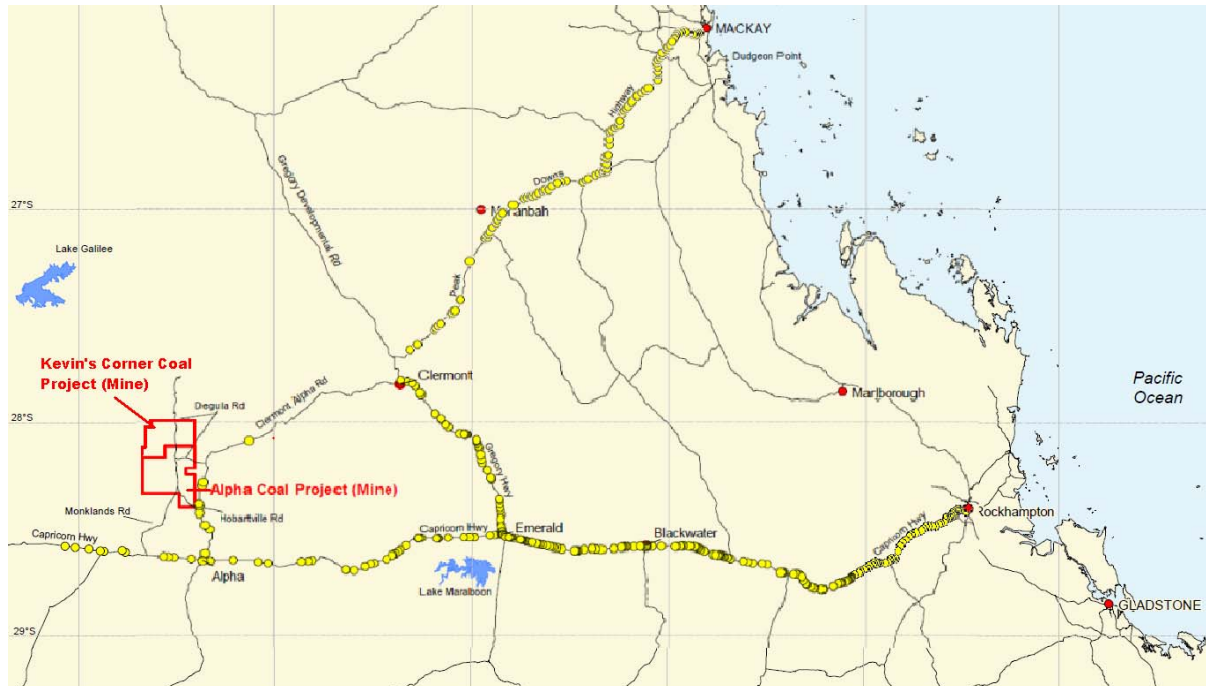 MACKAY
Dudgeon Point
Highway
Downs
Gregory Developmental RD
27°S
Moranbah
Lake Galilee
Peak
Kevin's Corner Coal
Project (Mine)
Clermont
Pacific
Ocean
Degulla Rd
Clermont Alpha Rd
Marlborough
28°S
Gregory Hwy
Alpha Coal Project (Mine)
Monklands Rd
Hobartville Rd
Capricorn Hwy
Capricorn Hwy
Emerald
Blackwater
Capricorn Hwy
Rockhampton
Alpha
Lake Maraboon
GLADSTONE
29°S